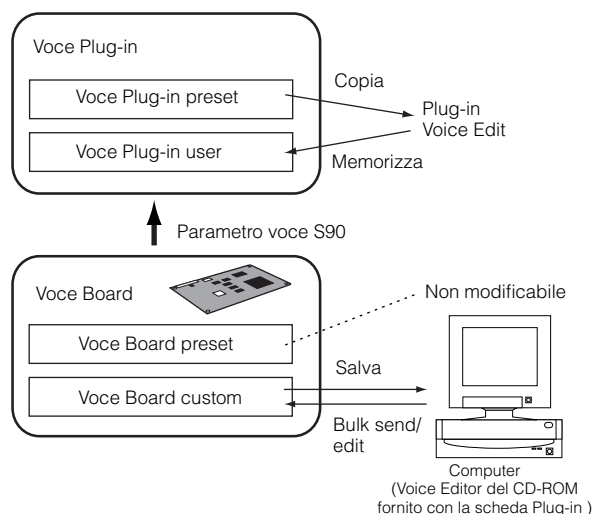 Voce Plug-in
Voce Plug-in preset
Copia
Plug-in
Voice Edit
Voce Plug-in user
Memorizza
Parametro voce S90
Voce Board
Non modificabile
Voce Board preset
Salva
Voce Board custom
Bulk send/
edit
Computer
(Voice Editor del CD-ROM
fornito con la scheda Plug-in )